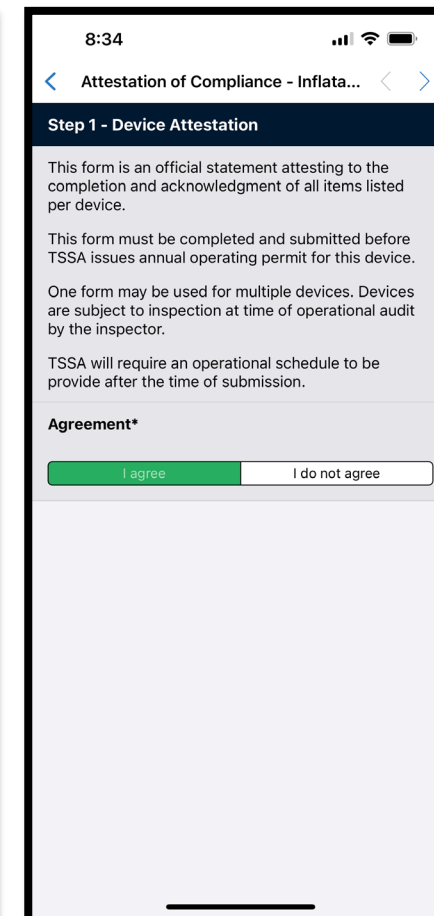 8:34
Attestation of Compliance - Inflata...
Step 1 - Device Attestation
This form is an official statement attesting to the
completion and acknowledgment of all items listed
per device.
This form must be completed and submitted before
TSSA issues annual operating permit for this device.
One form may be used for multiple devices. Devices
are subject to inspection at time of operational audit
by the inspector.
TSSA will require an operational schedule to be
provide after the time of submission.
Agreement*
I agree
I do not agree